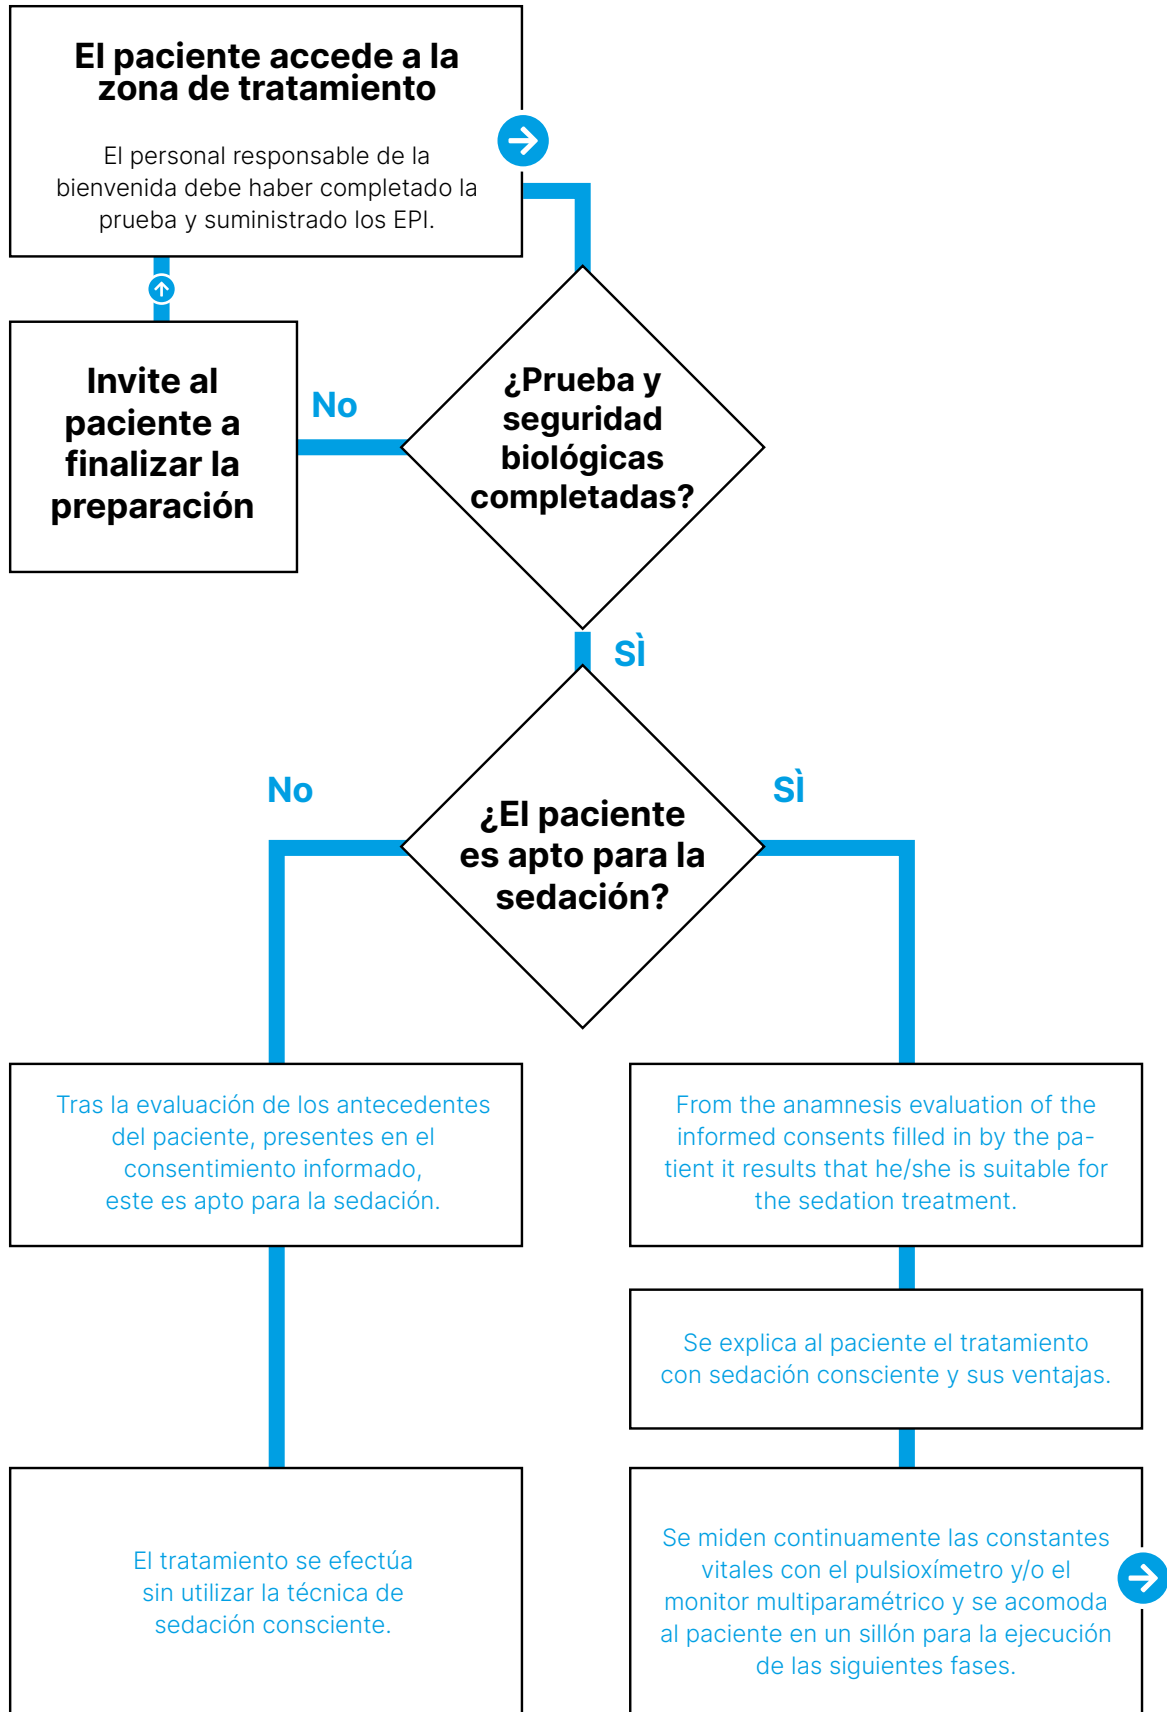 El paciente accede a la
zona de tratamiento
El personal responsable de la
bienvenida debe haber completado la
prueba y suministrado los EPI.
Invite al
paciente a
finalizar la
preparación
No
¿Prueba y
seguridad
biológicas
completadas?
SÌ
No
SÌ
¿El paciente
es apto para la
sedación?
Tras la evaluación de los antecedentes
del paciente, presentes en el
consentimiento informado,
este es apto para la sedación.
From the anamnesis evaluation of the
informed consents filled in by the pa-
tient it results that he/she is suitable for
the sedation treatment.
Se explica al paciente el tratamiento
con sedación consciente y sus ventajas.
El tratamiento se efectúa
sin utilizar la técnica de
sedación consciente.
Se miden continuamente las constantes
vitales con el pulsioxímetro y/o el
monitor multiparamétrico y se acomoda
al paciente en un sillón para la ejecución
de las siguientes fases.